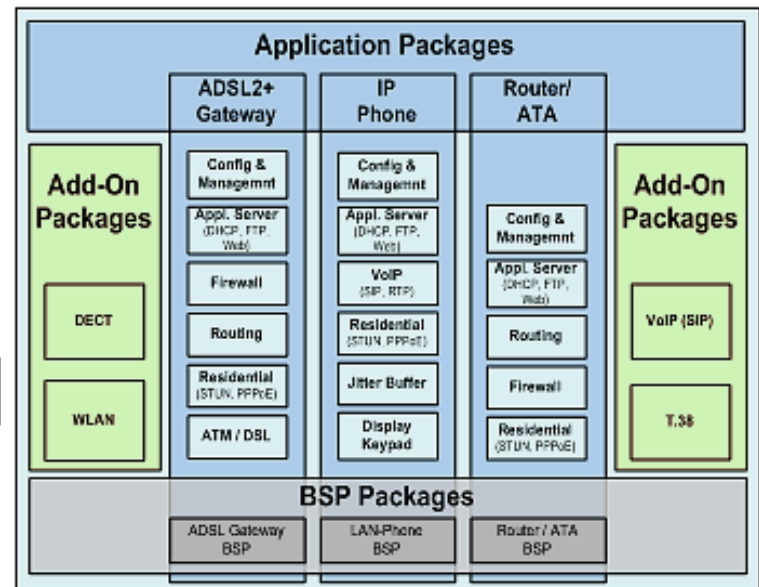 Application Packages
ADSL2+
Gateway
IP
Phone
Router/
ATA
Add-On
Packages
DECT
WLAN
Config &
Managemnt
Appl. Server
(DHCP, FTP,
Web)
Firewall
Routing
Residential
(STUN, PPPoE)
ATM / DSL
Config &
Managemnt
Appl. Server
(DHCP, FTP,
Web)
VoIP
(SIP, RTP)
Residential
(STUN, PPPoE)
Jitter Buffer
Display
Keypad
Config &
Managemnt
Appl. Server
(DHCP, FTP,
Web)
Routing
Firewall
Residential
(STUN, PPPoE)
Add-On
Packages
VoIP (SIP)
T.38
BSP Packages
ADSL Gateway
BSP
LAN-Phone
BSP
Router / ATA
BSP